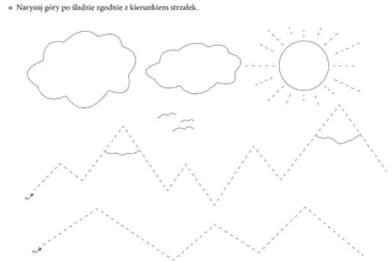 Narysuj góry po śladzie zgodnie z kierunkiem strzałek.